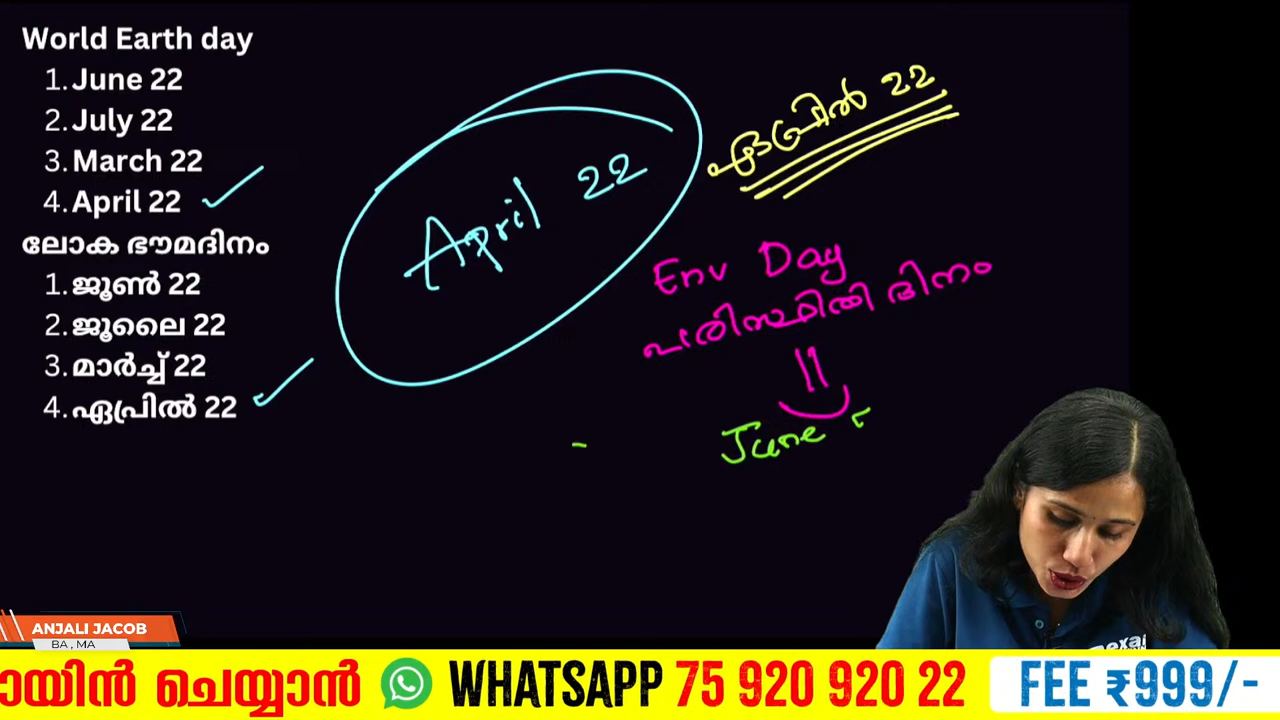 World Earth day
1. June 22
2. July 22
3. March 22
4. April 22
ലോക ഭൗമദിനം
1. ജൂൺ 22
2. ജൂലൈ 22
3. മാർച്ച് 22
4. ഏപ്രിൽ 22
April 22
ഏപ്രിൽ 22
Env Day
പരിസ്ഥിതി ദിനം
June
ANJALI JACOB
BA , MA
ായിൻ ചെയ്യാൻ WHATSAPP 75 920 920 22 FEE ₹999/-